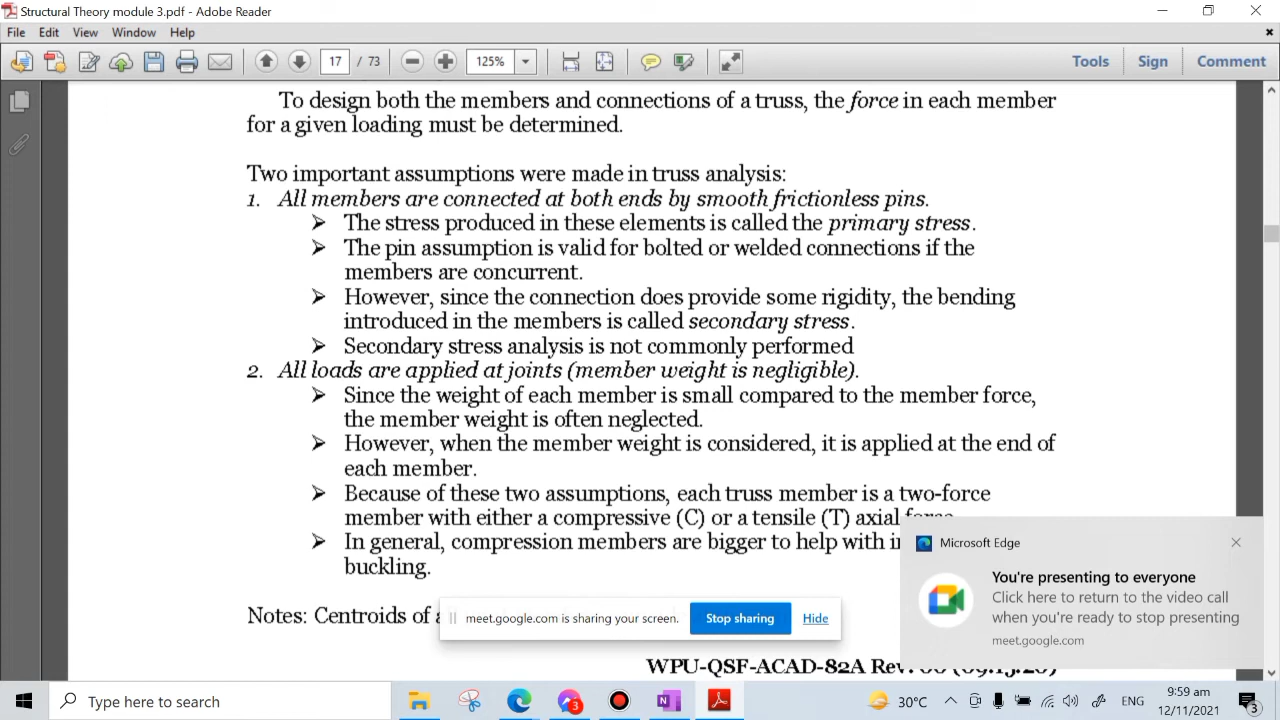 Structural Theory module 3.pdf - Adobe Reader
File Edit View Window Help
17 / 73 125% Tools Sign Comment
To design both the members and connections of a truss, the force in each member
for a given loading must be determined.
Two important assumptions were made in truss analysis:
1. All members are connected at both ends by smooth frictionless pins.
➤ The stress produced in these elements is called the primary stress.
➤ The pin assumption is valid for bolted or welded connections if the
members are concurrent.
➤ However, since the connection does provide some rigidity, the bending
introduced in the members is called secondary stress.
➤ Secondary stress analysis is not commonly performed
2. All loads are applied at joints (member weight is negligible).
➤ Since the weight of each member is small compared to the member force,
the member weight is often neglected.
➤ However, when the member weight is considered, it is applied at the end of
each member.
➤ Because of these two assumptions, each truss member is a two-force
member with either a compressive (C) or a tensile (T) axial force
➤ In general, compression members are bigger to help with
buckling.
Notes: Centroids of
meet.google.com is sharing your screen. Stop sharing Hide
Microsoft Edge
You're presenting to everyone
Click here to return to the video call
when you're ready to stop presenting
meet.google.com
WPU-QSF-ACAD-82A Rev.
Type here to search
3
30°C
ENG
9:59 am
12/11/2021
3